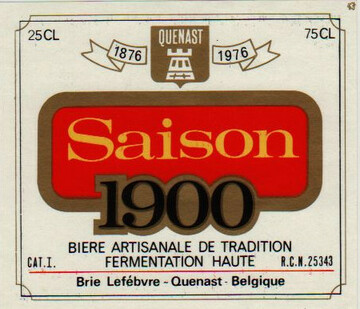 25CL
QUENAST
75CL
1876
1976
Saison
1900
BIERE ARTISANALE DE TRADITION
CAT.I.
FERMENTATION HAUTE
R.C.N.25343
Brie Lefébvre - Quenast - Belgique